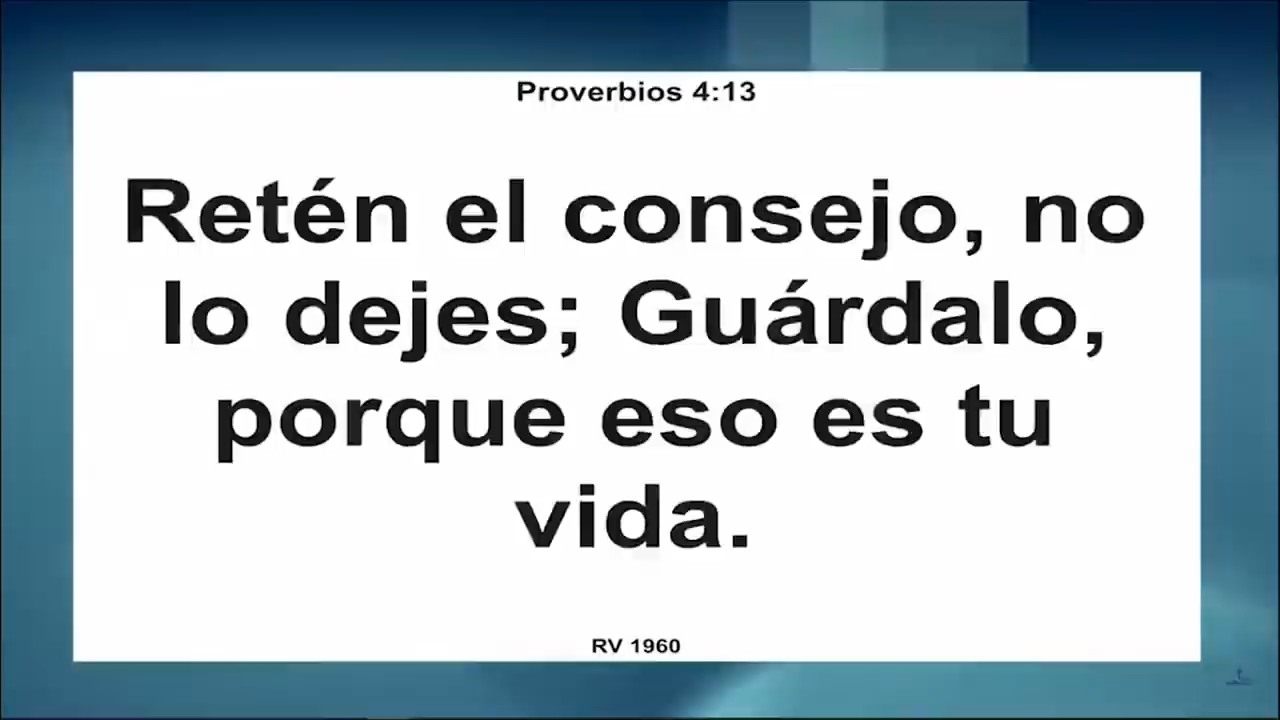 Proverbios 4:13
Retén el consejo, no
lo dejes; Guárdalo,
porque eso es tu
vida.
RV 1960